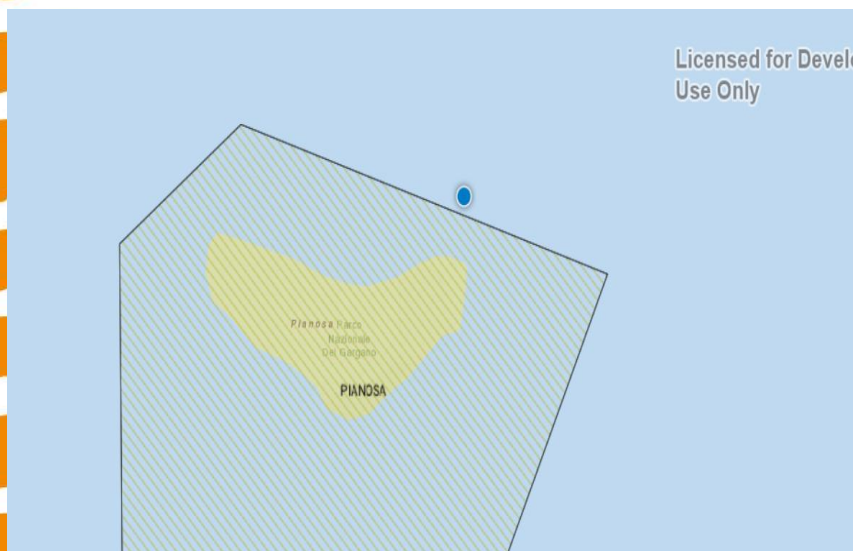 Licensed for Develo
Use Only
Pianosa Parco
Nazionale
Del Gargano
PIANOSA